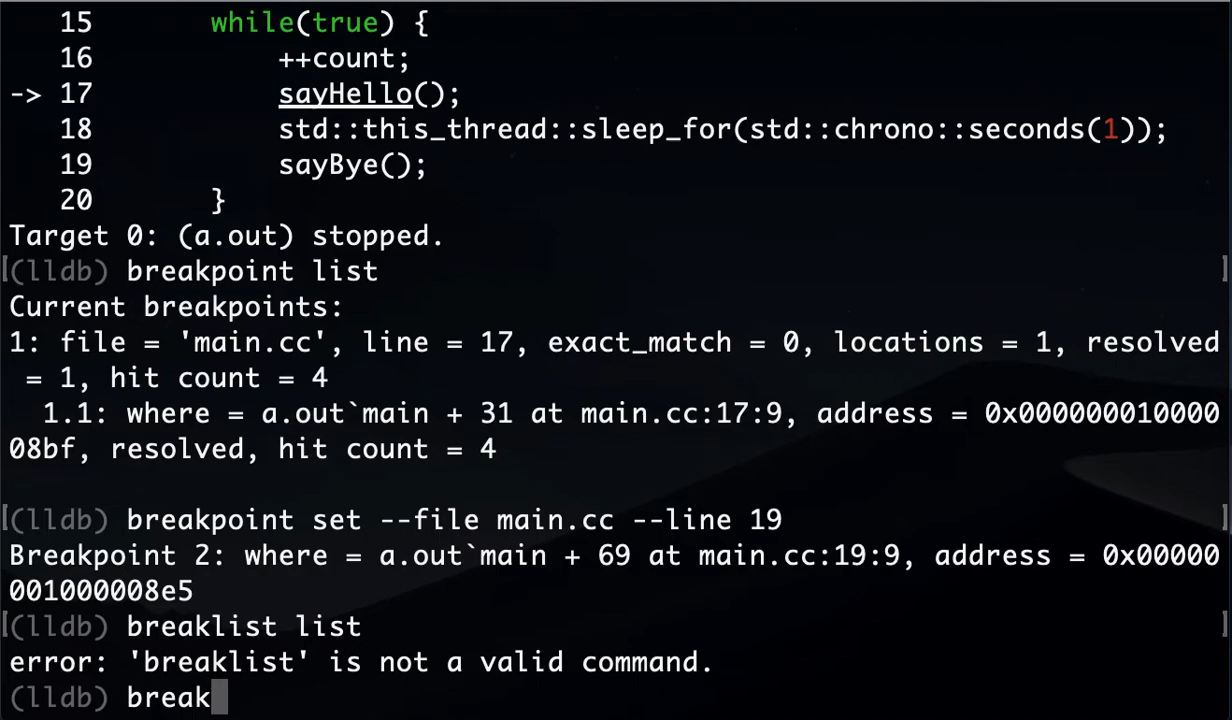 15 while(true) {
16 ++count;
-> 17 sayHello();
18 std::this_thread::sleep_for(std::chrono::seconds(1));
19 sayBye();
20 }
Target 0: (a.out) stopped.
[(lldb) breakpoint list ]
Current breakpoints:
1: file = 'main.cc', line = 17, exact_match = 0, locations = 1, resolved
= 1, hit count = 4
1.1: where = a.out`main + 31 at main.cc:17:9, address = 0x000000010000
08bf, resolved, hit count = 4
[(lldb) breakpoint set --file main.cc --line 19 ]
Breakpoint 2: where = a.out`main + 69 at main.cc:19:9, address = 0x00000
001000008e5
[(lldb) breaklist list ]
error: 'breaklist' is not a valid command.
(lldb) break